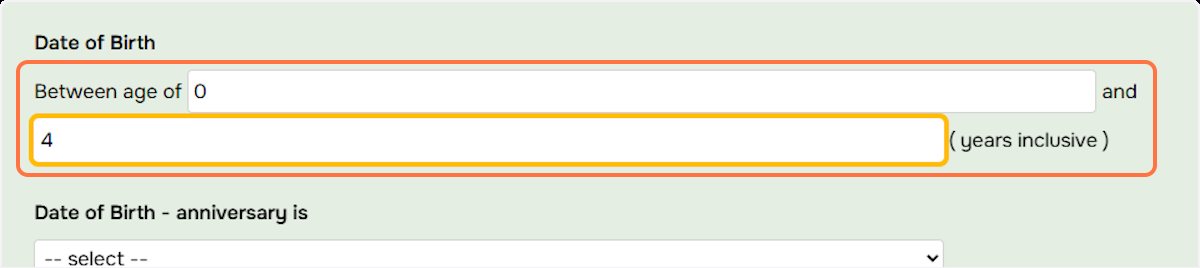 Date of Birth
Between age of 0 and
4 ( years inclusive )
Date of Birth - anniversary is
-- select --